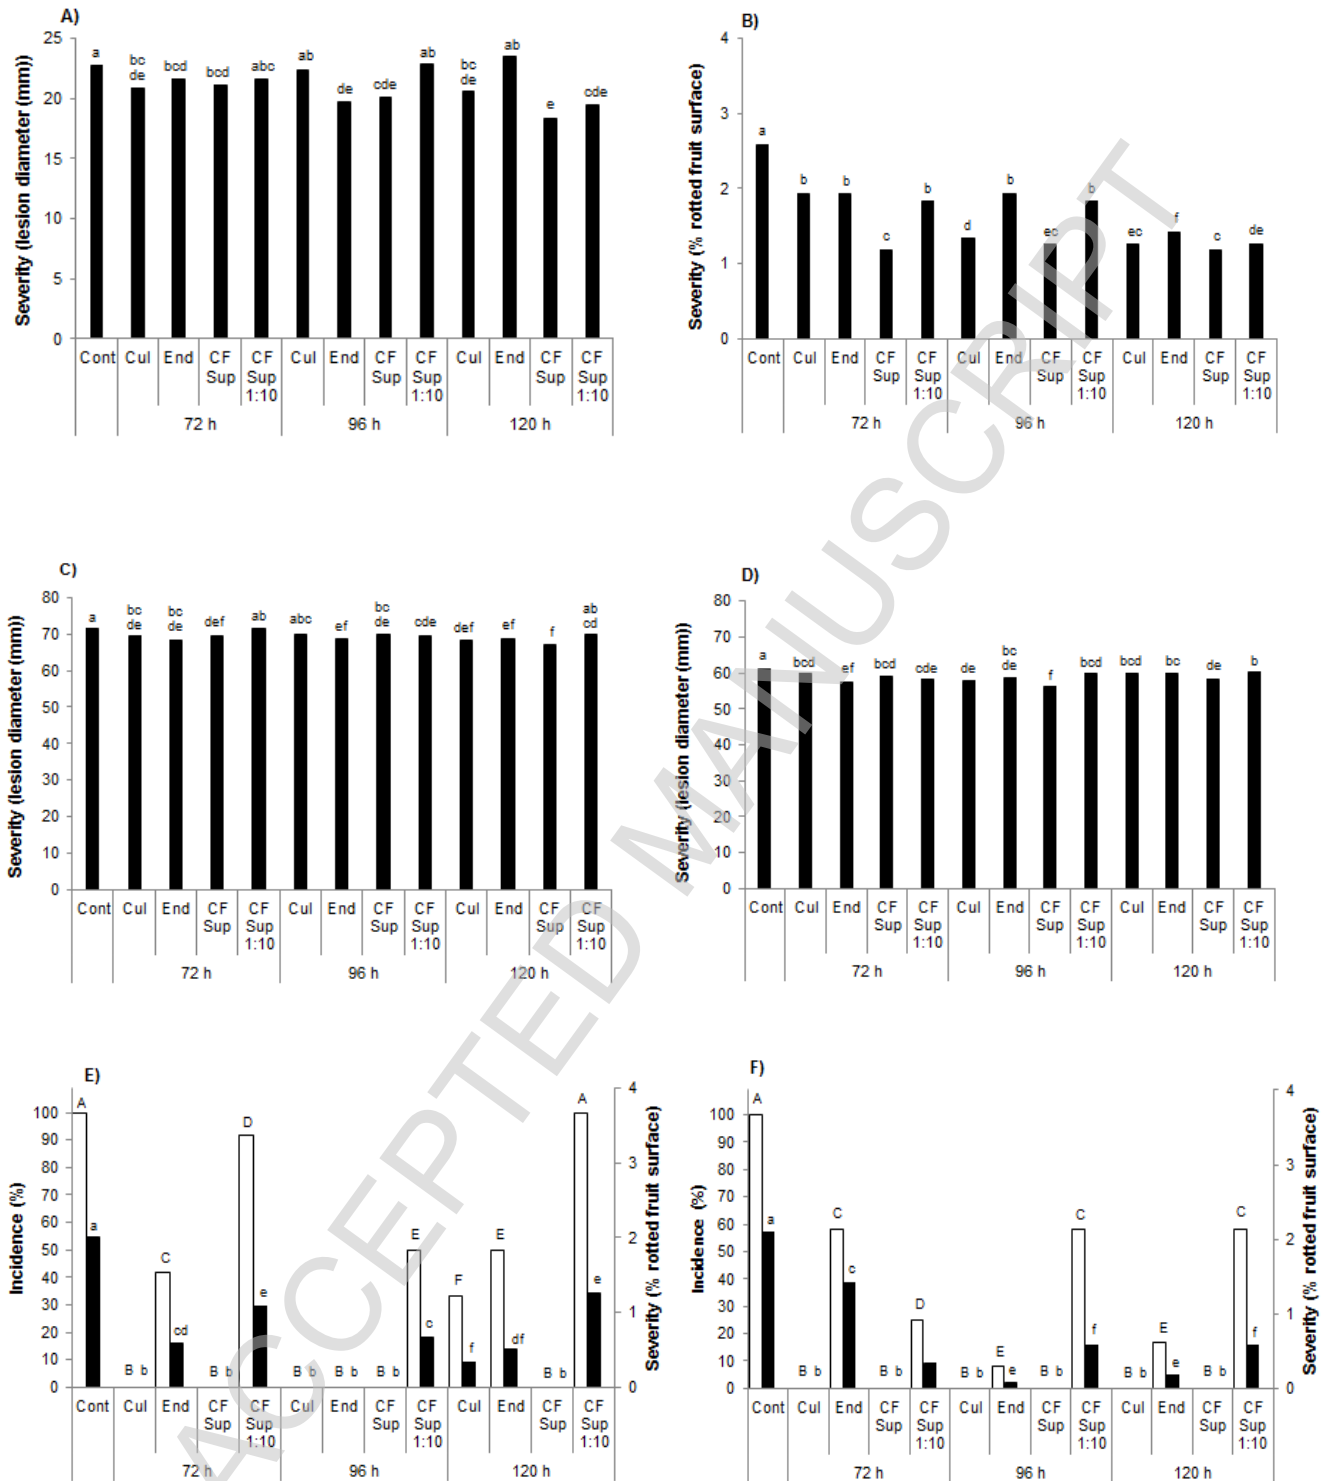 A)
Severity (lesion diameter (mm))
25
20
15
10
5
0
a
bc
de
bcd
bcd
abc
ab
de
cde
ab
bc
de
ab
e
cde
Cont
Cul
End
CF
Sup
CF
Sup
1:10
Cul
End
CF
Sup
CF
Sup
1:10
Cul
End
CF
Sup
CF
Sup
1:10
72 h
96 h
120 h
B)
Severity (% rotted fruit surface)
4
3
2
1
0
a
b
b
c
b
d
b
ec
b
ec
f
c
de
Cont
Cul
End
CF
Sup
CF
Sup
1:10
Cul
End
CF
Sup
CF
Sup
1:10
Cul
End
CF
Sup
CF
Sup
1:10
72 h
96 h
120 h
C)
Severity (lesion diameter (mm))
80
70
60
50
40
30
20
10
0
a
bc
de
bc
de
def
ab
abc
ef
bc
de
cde
def
ef
f
ab
cd
Cont
Cul
End
CF
Sup
CF
Sup
1:10
Cul
End
CF
Sup
CF
Sup
1:10
Cul
End
CF
Sup
CF
Sup
1:10
72 h
96 h
120 h
D)
Severity (lesion diameter (mm))
80
70
60
50
40
30
20
10
0
a
bcd
ef
bcd
cde
de
bc
de
f
bcd
bcd
bc
de
b
Cont
Cul
End
CF
Sup
CF
Sup
1:10
Cul
End
CF
Sup
CF
Sup
1:10
Cul
End
CF
Sup
CF
Sup
1:10
72 h
96 h
120 h
E)
Incidence (%)
100
90
80
70
60
50
40
30
20
10
0
A
a
B b
C
cd
B b
D
e
B b
B b
B b
E
c
F
f
E
df
B b
A
e
4
3
2
1
0
Severity (% rotted fruit surface)
Cont
Cul
End
CF
Sup
CF
Sup
1:10
Cul
End
CF
Sup
CF
Sup
1:10
Cul
End
CF
Sup
CF
Sup
1:10
72 h
96 h
120 h
F)
Incidence (%)
100
90
80
70
60
50
40
30
20
10
0
A
a
B b
C
c
B b
D
B b
E
e
B b
C
f
B b
E
e
B b
C
f
4
3
2
1
0
Severity (% rotted fruit surface)
Cont
Cul
End
CF
Sup
CF
Sup
1:10
Cul
End
CF
Sup
CF
Sup
1:10
Cul
End
CF
Sup
CF
Sup
1:10
72 h
96 h
120 h
ACCEPTED MANUSCRIPT